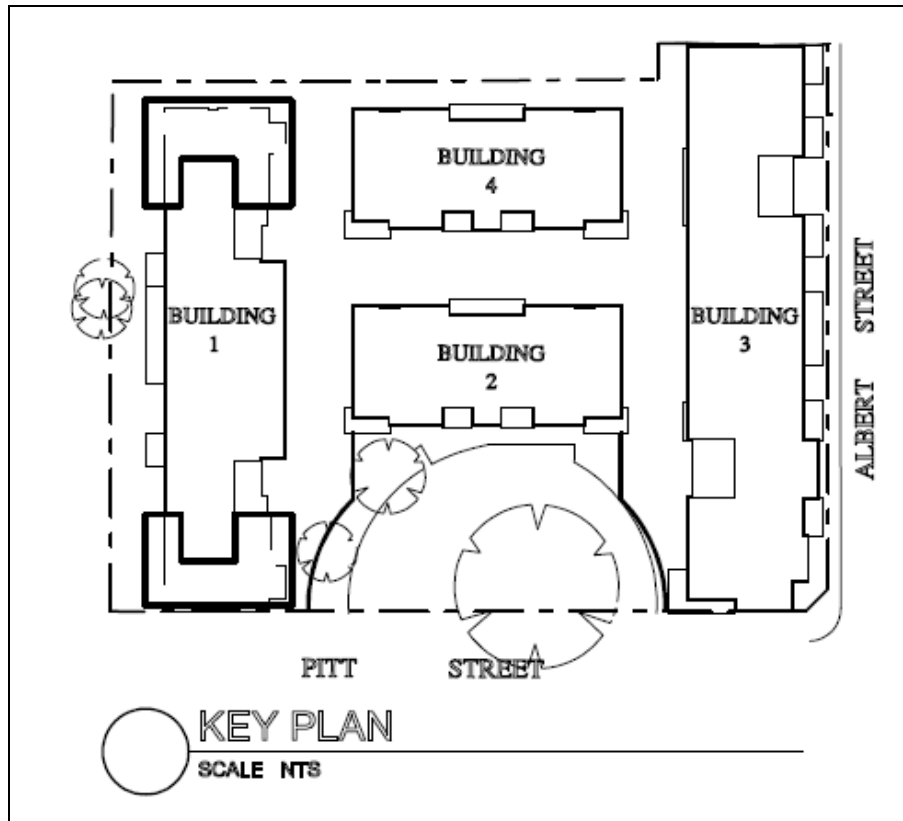 BUILDING
4
BUILDING
1
BUILDING
2
BUILDING
3
ALBERT STREET
PITT STREET
KEY PLAN
SCALE NTS